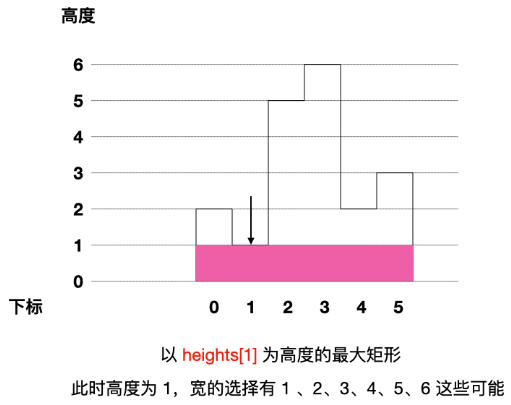 高度
6
5
4
3
2
1
0
下标 0 1 2 3 4 5
以 heights[1] 为高度的最大矩形
此时高度为 1，宽的选择有 1 、2、3、4、5、6 这些可能